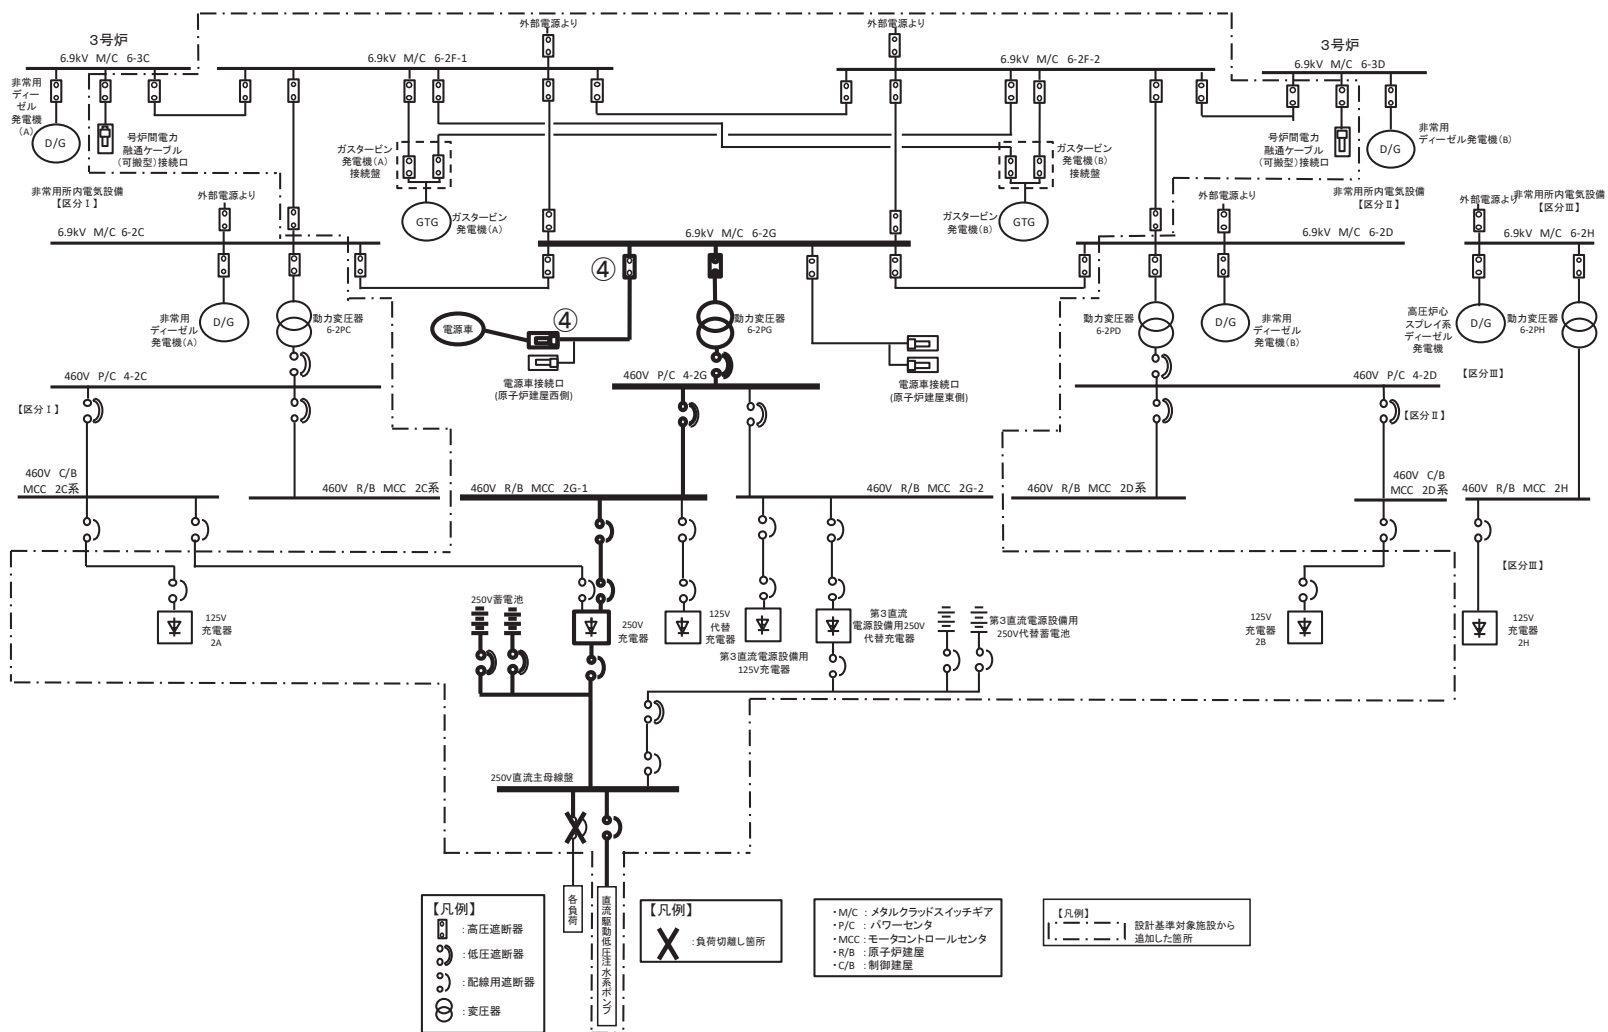 外部電源より
外部電源より
3号炉
6.9kV M/C 6-3C
6.9kV M/C 6-2F-1
6.9kV M/C 6-2F-2
3号炉
6.9kV M/C 6-3D
非常用
ディー
ゼル
発電機
(A)
D/G
号炉間電力
融通ケーブル
(可搬型)接続口
ガスタービン
発電機(A)
接続盤
GTG
ガスタービン
発電機(A)
ガスタービン
発電機(B)
接続盤
GTG
ガスタービン
発電機(B)
号炉間電力
融通ケーブル
(可搬型)接続口
D/G
非常用
ディーゼル発電機(B)
非常用所内電気設備
【区分Ⅰ】
外部電源より
外部電源より
非常用所内電気設備
【区分Ⅱ】
外部電源より
非常用所内電気設備
【区分Ⅲ】
6.9kV M/C 6-2C
6.9kV M/C 6-2G
6.9kV M/C 6-2D
6.9kV M/C 6-2H
④
非常用
ディーゼル
発電機(A)
D/G
動力変圧器
6-2PC
電源車
④
電源車接続口
(原子炉建屋西側)
動力変圧器
6-2PG
電源車接続口
(原子炉建屋東側)
動力変圧器
6-2PD
D/G
非常用
ディーゼル
発電機(B)
高圧炉心
スプレイ系
ディーゼル
発電機
D/G
動力変圧器
6-2PH
460V P/C 4-2C
460V P/C 4-2G
460V P/C 4-2D
【区分Ⅲ】
【区分Ⅰ】
【区分Ⅱ】
460V C/B
MCC 2C系
460V R/B MCC 2C系
460V R/B MCC 2G-1
460V R/B MCC 2G-2
460V R/B MCC 2D系
460V C/B
MCC 2D系
460V R/B MCC 2H
【区分Ⅲ】
125V
充電器
2A
250V蓄電池
250V
充電器
125V
代替
充電器
第3直流電源設備用
125V充電器
第3直流
電源設備用250V
代替充電器
第3直流電源設備用
250V代替蓄電池
125V
充電器
2B
125V
充電器
2H
250V直流主母線盤
各負荷
直流駆動低圧注水系ポンプ
【凡例】
:高圧遮断器
:低圧遮断器
:配線用遮断器
:変圧器
【凡例】
:負荷切離し箇所
・M/C :メタルクラッドスイッチギア
・P/C :パワーセンタ
・MCC :モータコントロールセンタ
・R/B :原子炉建屋
・C/B :制御建屋
【凡例】
:設計基準対象施設から
追加した箇所